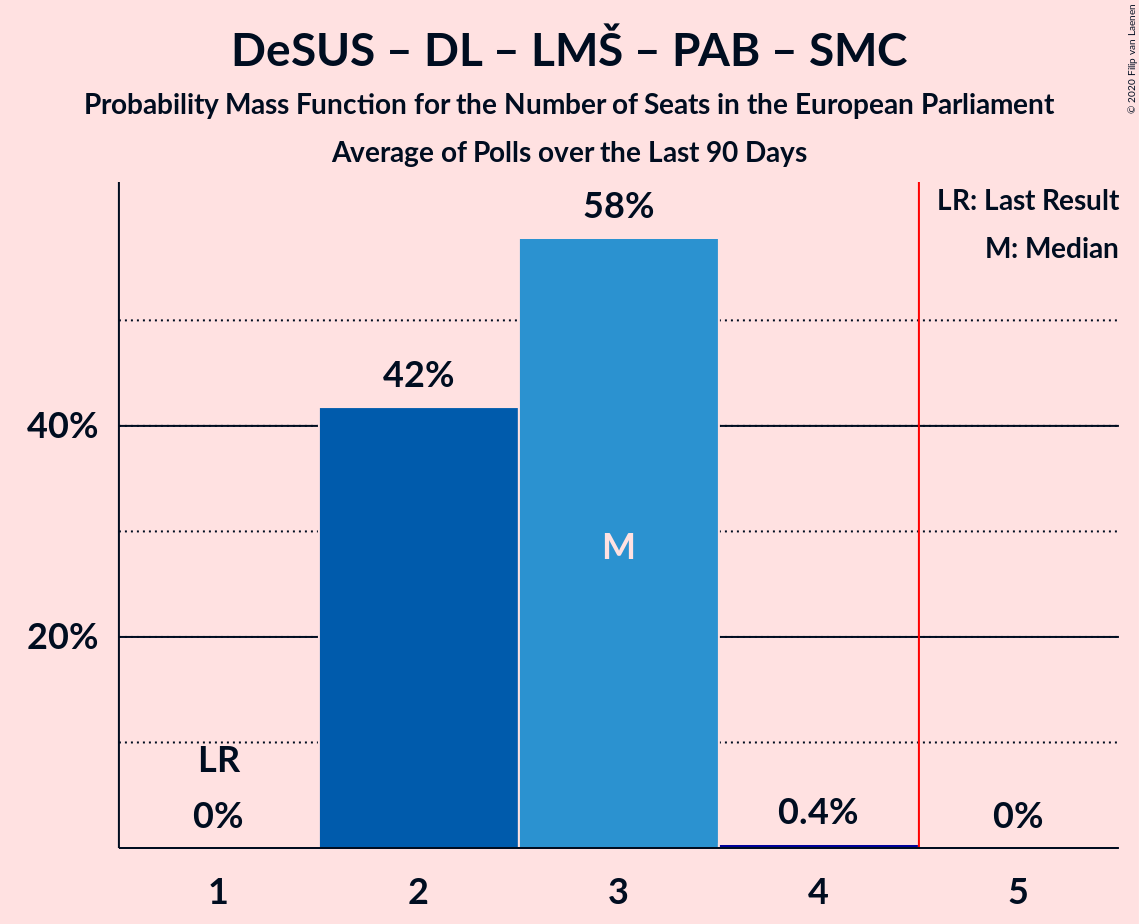 DeSUS – DL – LMŠ – PAB – SMC
Probability Mass Function for the Number of Seats in the European Parliament
Average of Polls over the Last 90 Days
© 2020 Filip van Laenen
LR: Last Result
M: Median
58%
42%
40%
M
20%
LR
0%
0.4%
0%
1
2
3
4
5